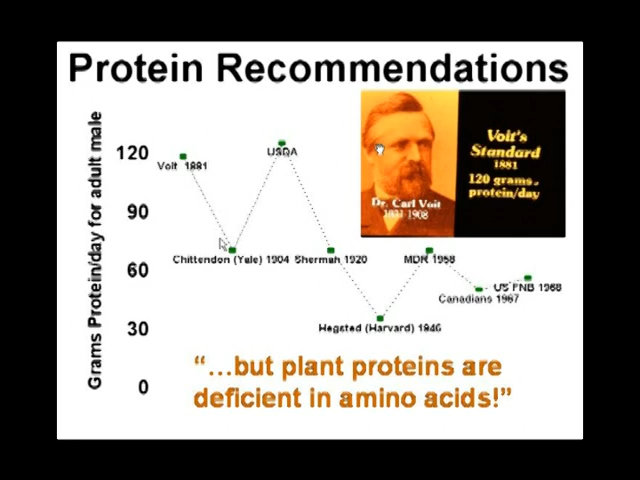 Protein Recommendations
Grams Protein/day for adult male
120
90
60
30
0
Voit 1881
Chittendon (Yale) 1904
USDA
Sherman 1920
Hegsted (Harvard) 1946
MDR 1958
Canadians 1967
US FNB 1968
Dr. Carl Voit
1831-1908
Voit's
Standard
1881
120 grams
protein/day
“...but plant proteins are
deficient in amino acids!”